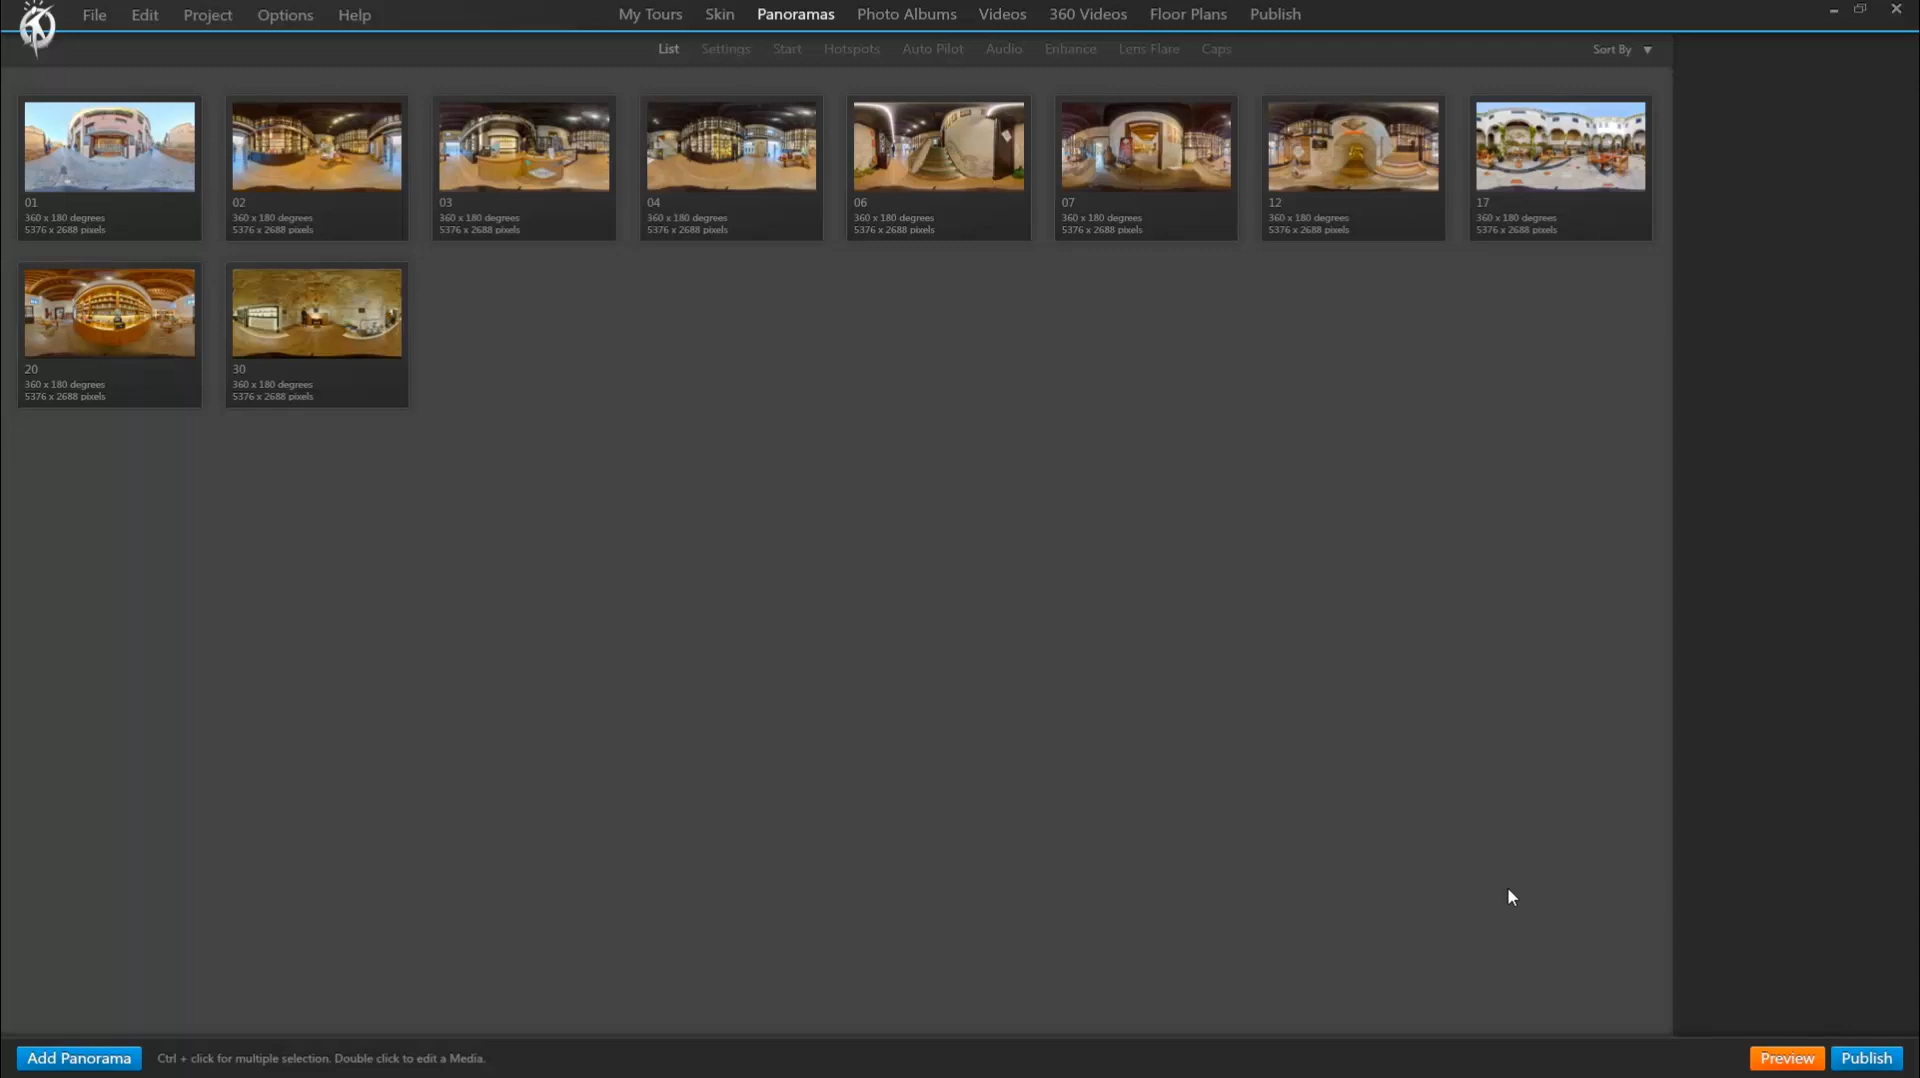 File Edit Project Options Help My Tours Skin Panoramas Photo Albums Videos 360 Videos Floor Plans Publish
List Settings Start Hotspots Auto Pilot Audio Enhance Lens Flare Caps Sort By
01 02 03 04 06 07 12 17
360 x 180 degrees 360 x 180 degrees 360 x 180 degrees 360 x 180 degrees 360 x 180 degrees 360 x 180 degrees 360 x 180 degrees 360 x 180 degrees
5376 x 2688 pixels 5376 x 2688 pixels 5376 x 2688 pixels 5376 x 2688 pixels 5376 x 2688 pixels 5376 x 2688 pixels 5376 x 2688 pixels 5376 x 2688 pixels
20 30
360 x 180 degrees 360 x 180 degrees
5376 x 2688 pixels 5376 x 2688 pixels
Add Panorama Ctrl + click for multiple selection. Double click to edit a Media. Preview Publish